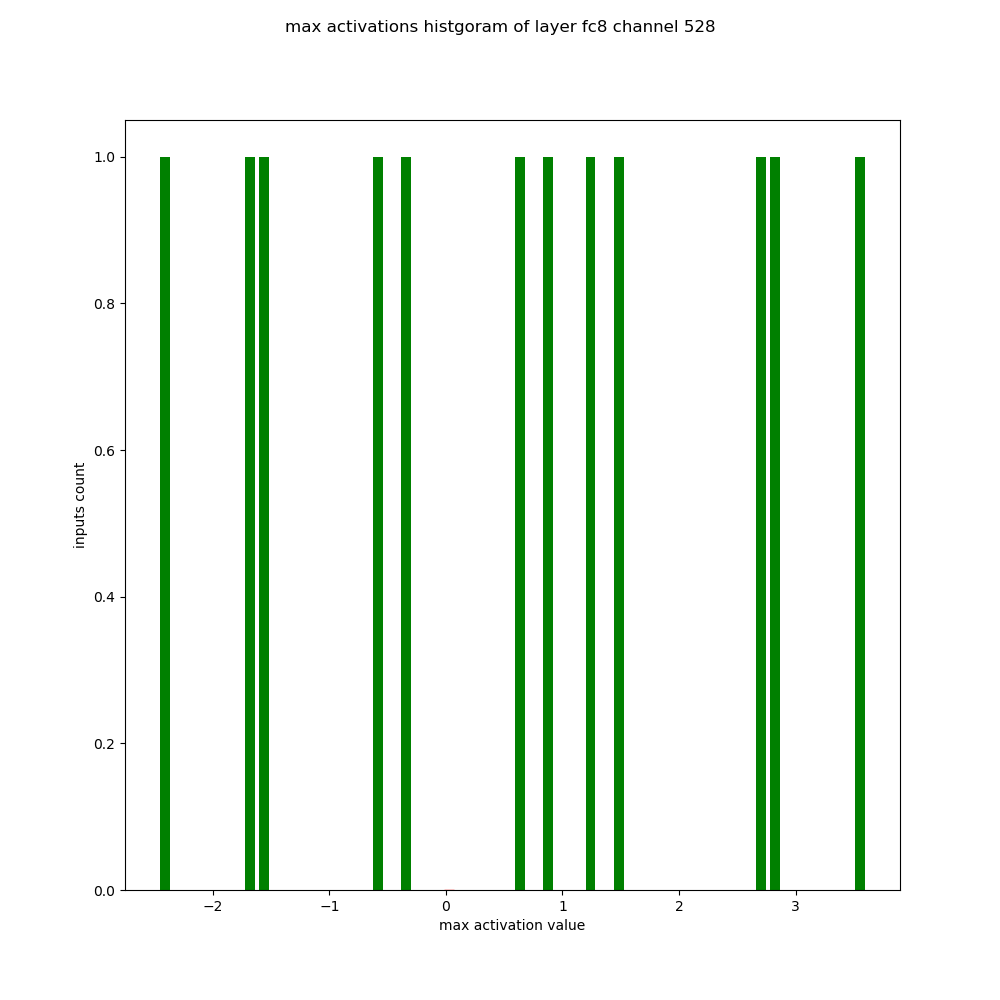 max activations histgoram of layer fc8 channel 528
1.0
0.8
0.6
0.4
0.2
0.0
inputs count
−2 −1 0 1 2 3
max activation value